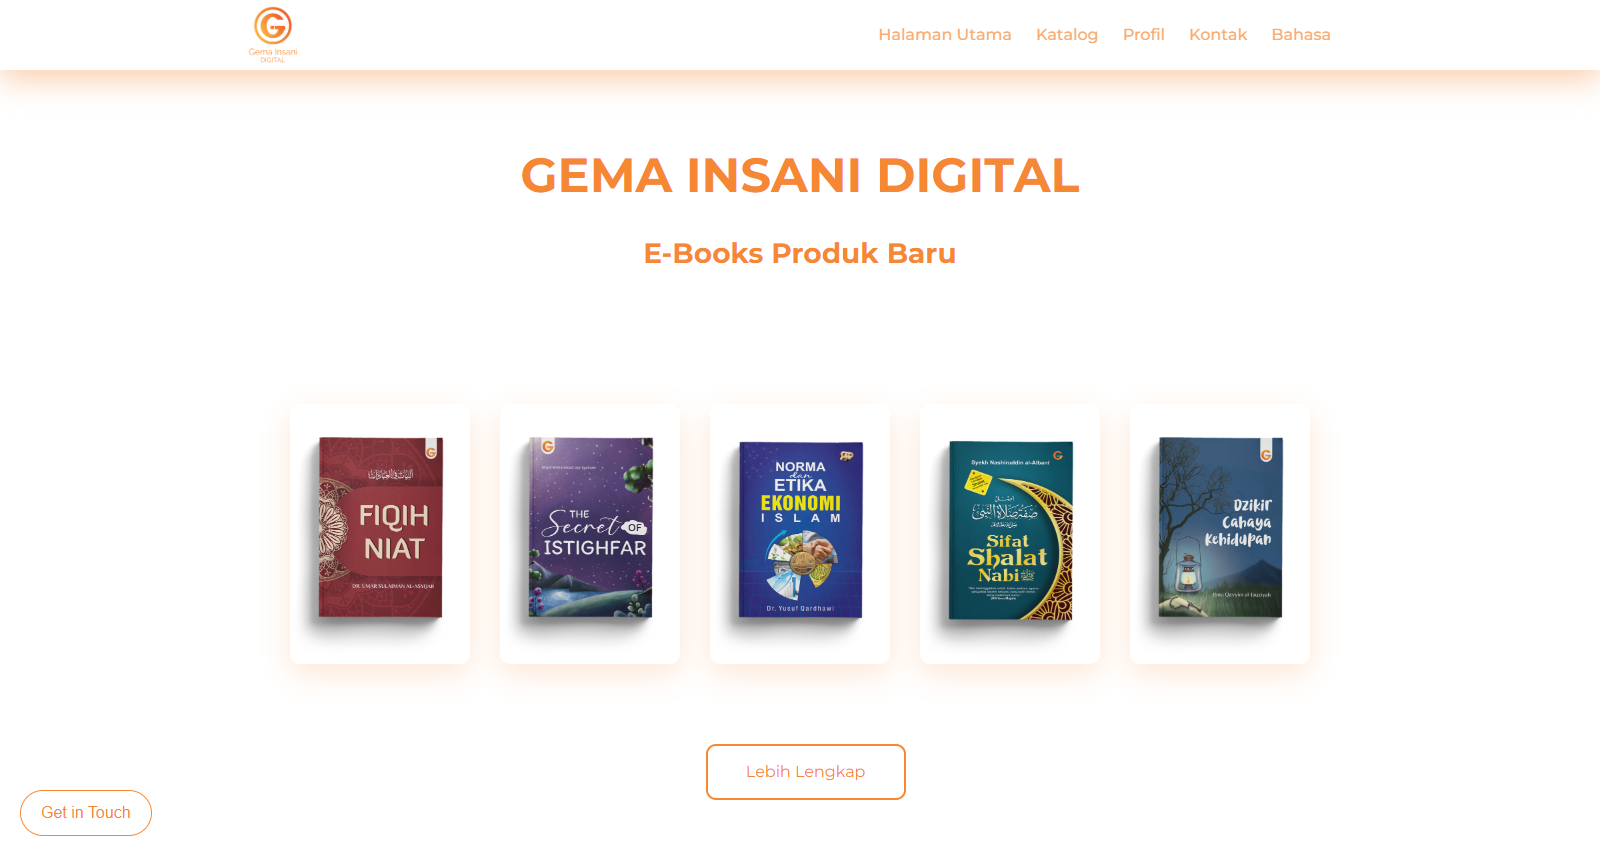 Gema Insani
DIGITAL
Halaman Utama
Katalog
Profil
Kontak
Bahasa
GEMA INSANI DIGITAL
E-Books Produk Baru
FIQIH
NIAT
DR. UMAR SULAIMAN AL-ASYQAR
THE
Secret OF
ISTIGHFAR
NORMA
dan
ETIKA
EKONOMI
ISLAM
Dr. Yusuf Qardhawi
Syekh Nashiruddin al-Albani
Sifat
Shalat
Nabi
Dzikir
Cahaya
Kehidupan
Ibnu Qayyim al-Jauziyah
Lebih Lengkap
Get in Touch